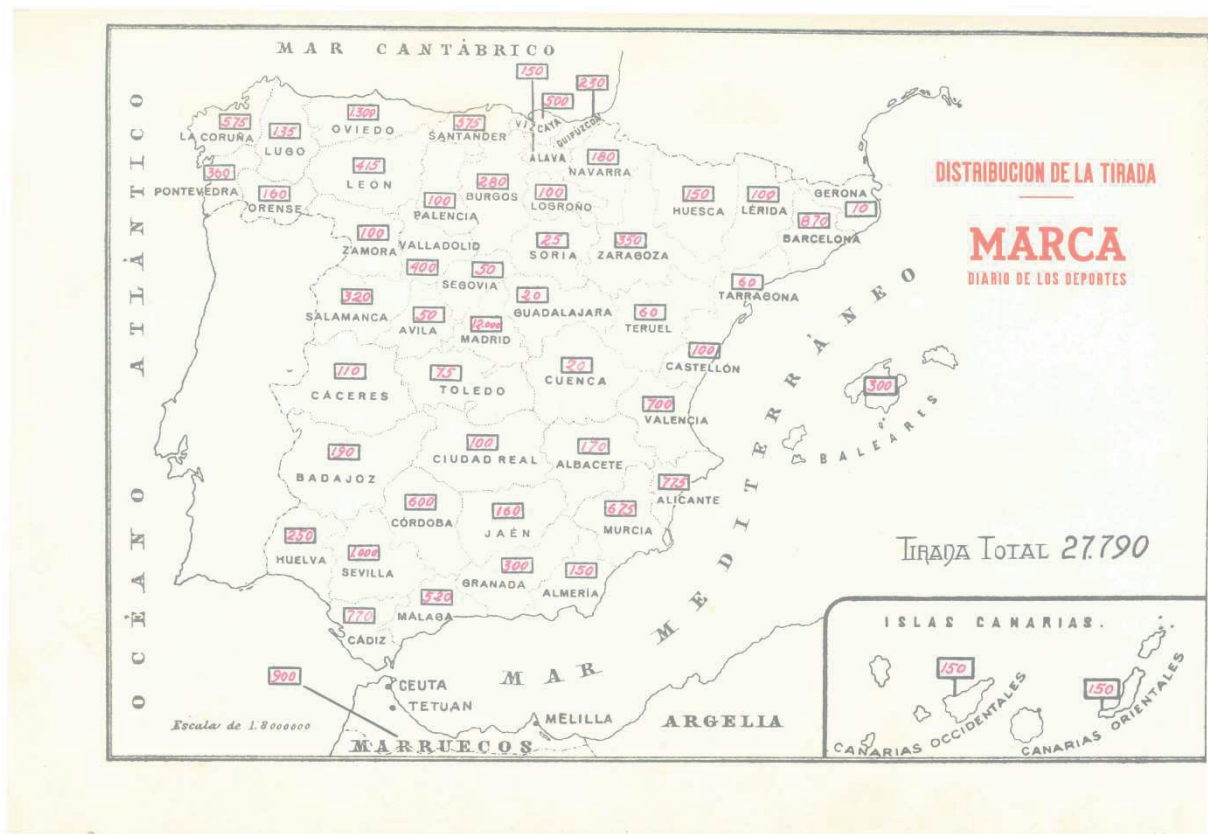 MAR CANTÁBRICO
OCÉANO ATLÁNTICO
MAR MEDITERRÁNEO
DISTRIBUCION DE LA TIRADA
MARCA
DIARIO DE LOS DEPORTES
575
LA CORUÑA
135
LUGO
1.300
OVIEDO
575
SANTANDER
150
500
230
VIZCAYA
GUIPÚZCOA
ALAVA
180
NAVARRA
360
PONTEVEDRA
160
ORENSE
415
LEON
100
PALENCIA
280
BURGOS
100
LOGROÑO
150
HUESCA
100
LÉRIDA
GERONA
10
870
BARCELONA
100
ZAMORA
VALLADOLID
400
50
SEGOVIA
25
SORIA
350
ZARAGOZA
60
TARRAGONA
320
SALAMANCA
50
AVILA
12.000
MADRID
20
GUADALAJARA
60
TERUEL
100
CASTELLÓN
110
CÁCERES
75
TOLEDO
20
CUENCA
700
VALENCIA
300
BALEARES
190
BADAJOZ
100
CIUDAD REAL
170
ALBACETE
775
ALICANTE
600
CÓRDOBA
160
JAÉN
675
MURCIA
250
HUELVA
1.000
SEVILLA
300
GRANADA
150
ALMERÍA
520
MÁLAGA
770
CÁDIZ
TIRADA TOTAL 27.790
900
CEUTA
TETUAN
MELILLA
ARGELIA
MARRUECOS
Escala de 1.8000000
ISLAS CANARIAS.
150
CANARIAS OCCIDENTALES
150
CANARIAS ORIENTALES